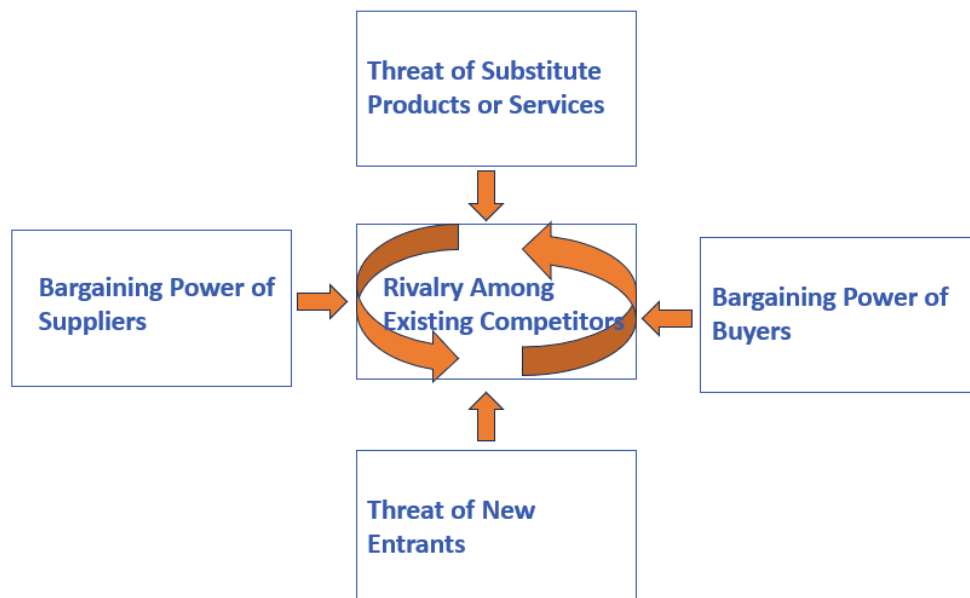 Threat of Substitute
Products or Services
Bargaining Power of
Suppliers
Rivalry Among
Existing Competitors
Bargaining Power of
Buyers
Threat of New
Entrants